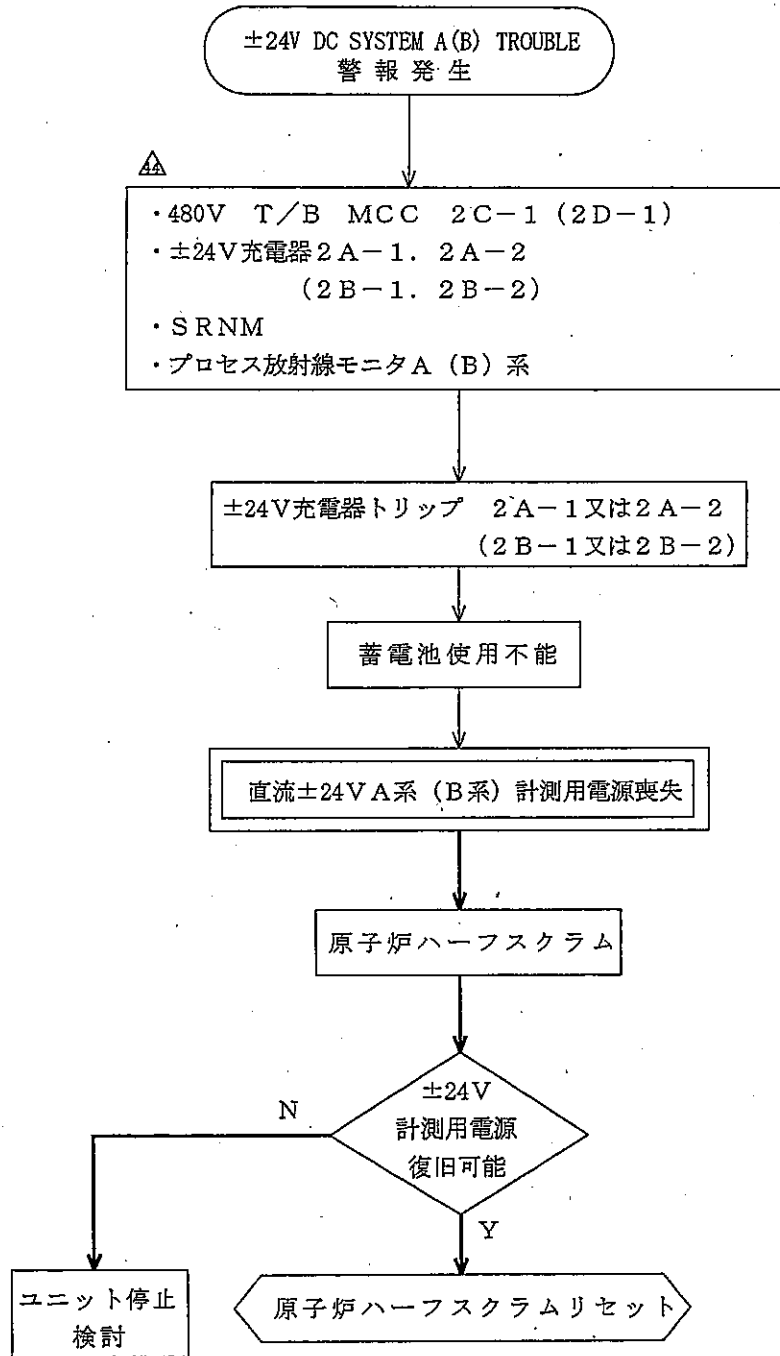 ±24V DC SYSTEM A(B) TROUBLE
警報発生
44
・480V T/B MCC 2C-1 (2D-1)
・±24V充電器2A-1. 2A-2
(2B-1. 2B-2)
・SRNM
・プロセス放射線モニタA (B) 系
±24V充電器トリップ 2A-1又は2A-2
(2B-1又は2B-2)
蓄電池使用不能
直流±24VA系 (B系) 計測用電源喪失
原子炉ハーフスクラム
±24V
計測用電源
復旧可能
N
Y
ユニット停止
検討
原子炉ハーフスクラムリセット